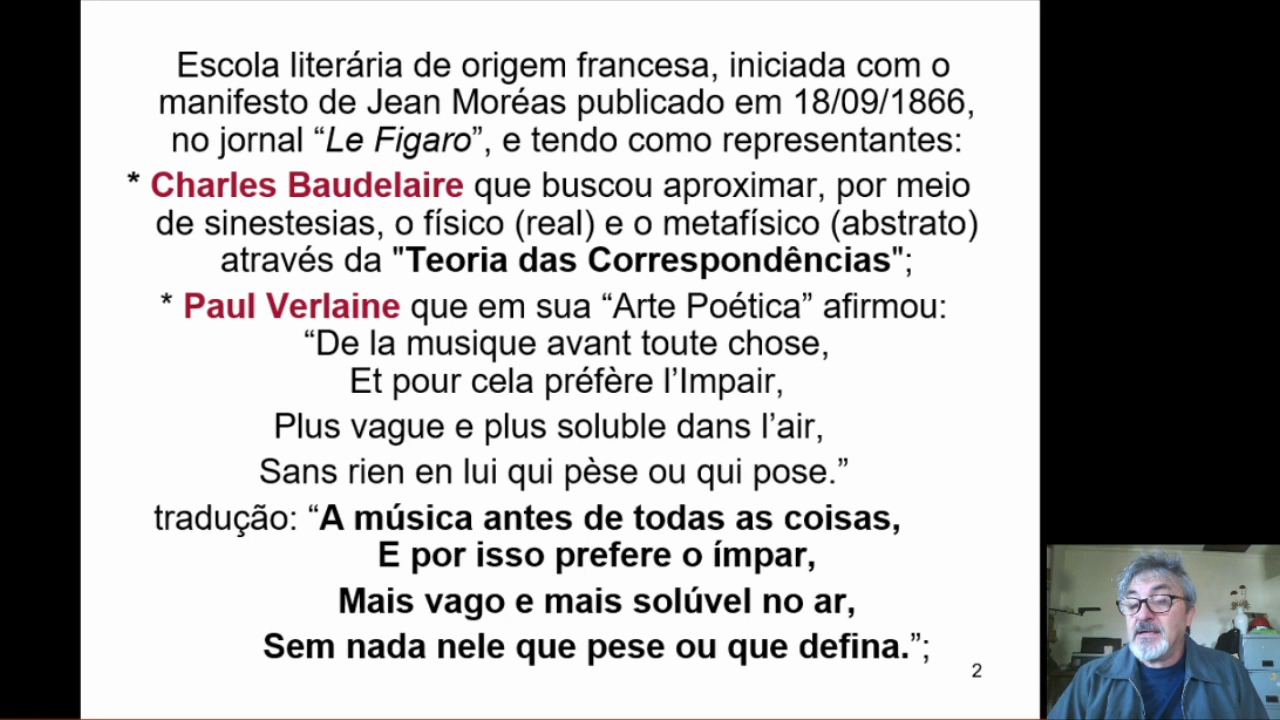 Escola literária de origem francesa, iniciada com o
manifesto de Jean Moréas publicado em 18/09/1866,
no jornal “Le Figaro”, e tendo como representantes:
* Charles Baudelaire que buscou aproximar, por meio
de sinestesias, o físico (real) e o metafísico (abstrato)
através da "Teoria das Correspondências";
* Paul Verlaine que em sua “Arte Poética” afirmou:
“De la musique avant toute chose,
Et pour cela préfère l’Impair,
Plus vague e plus soluble dans l’air,
Sans rien en lui qui pèse ou qui pose.”
tradução: “A música antes de todas as coisas,
E por isso prefere o ímpar,
Mais vago e mais solúvel no ar,
Sem nada nele que pese ou que defina.”;
2